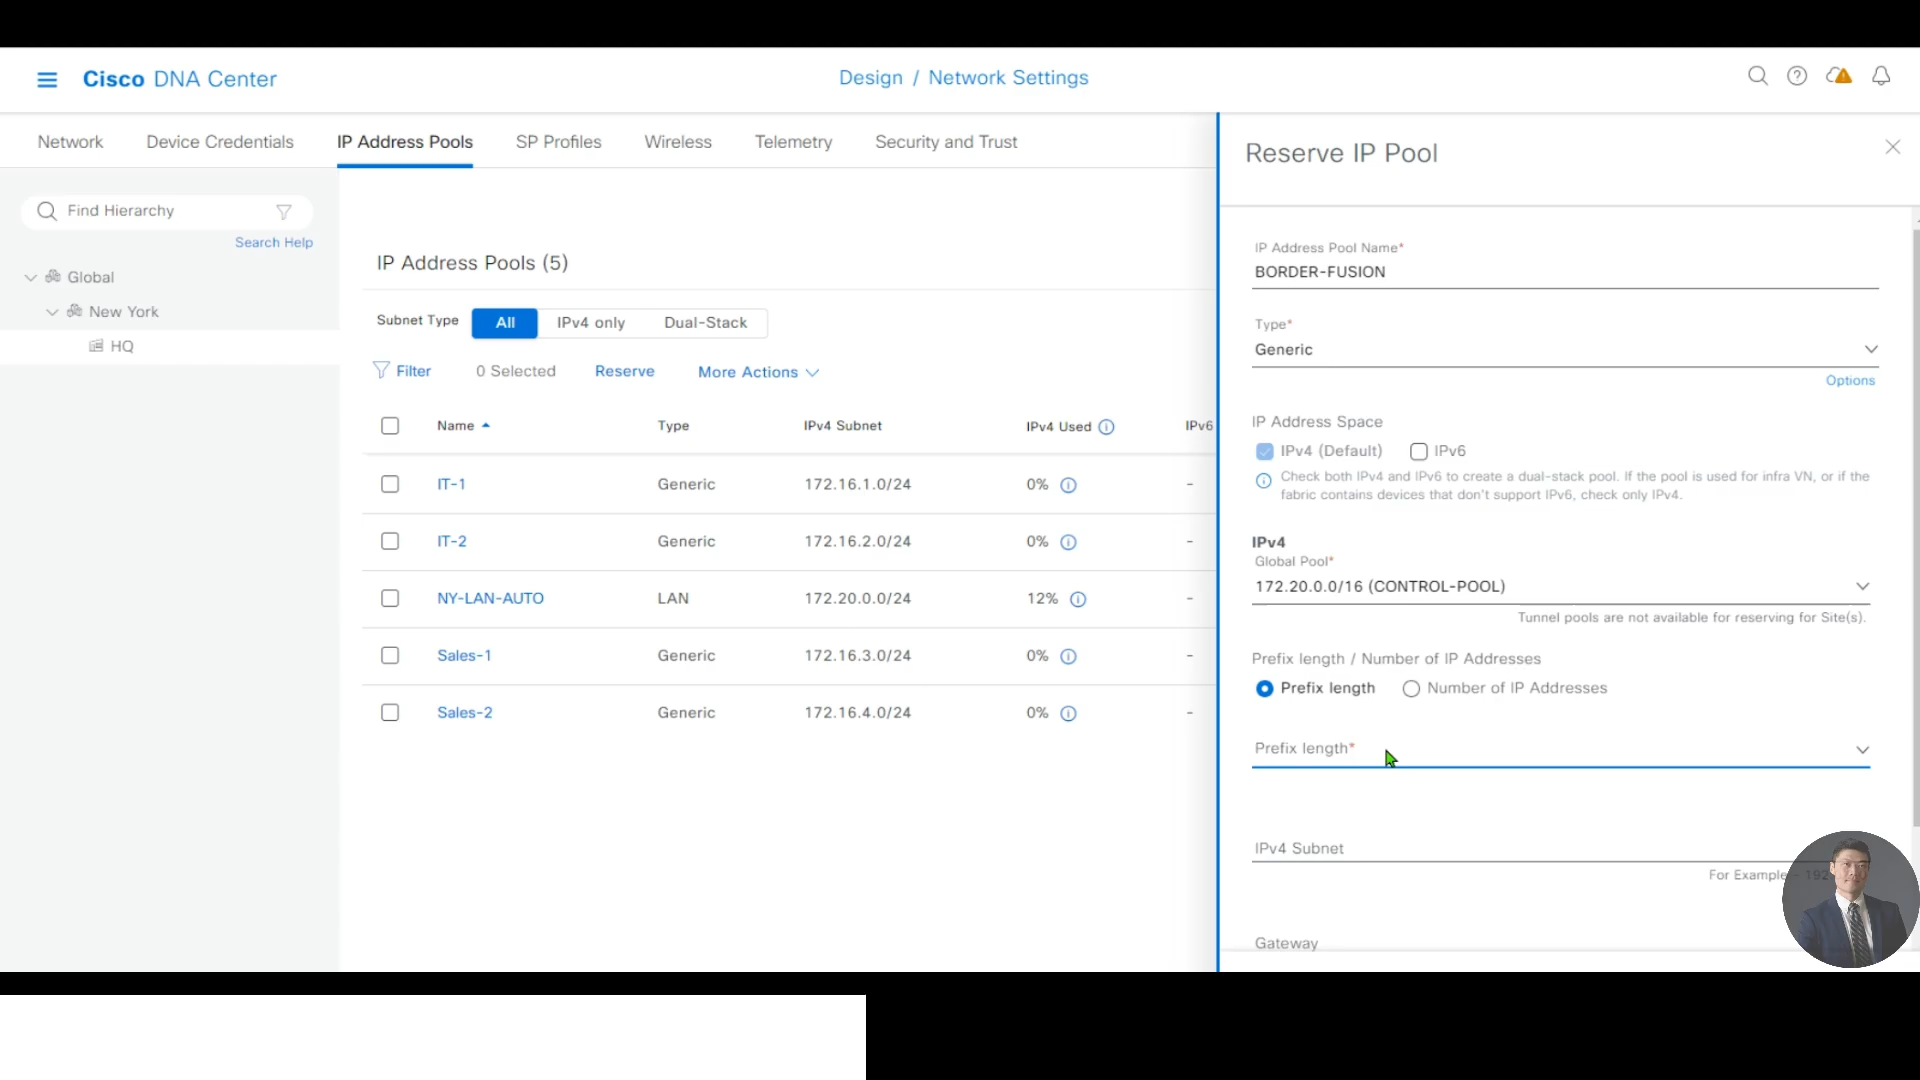 Cisco DNA Center
Design / Network Settings
Network Device Credentials IP Address Pools SP Profiles Wireless Telemetry Security and Trust
Find Hierarchy
Search Help
Global
New York
HQ
IP Address Pools (5)
Subnet Type All IPv4 only Dual-Stack
Filter 0 Selected Reserve More Actions
Name Type IPv4 Subnet IPv4 Used IPv6
IT-1 Generic 172.16.1.0/24 0% -
IT-2 Generic 172.16.2.0/24 0% -
NY-LAN-AUTO LAN 172.20.0.0/24 12% -
Sales-1 Generic 172.16.3.0/24 0% -
Sales-2 Generic 172.16.4.0/24 0% -
Reserve IP Pool
IP Address Pool Name*
BORDER-FUSION
Type*
Generic
Options
IP Address Space
IPv4 (Default) IPv6
Check both IPv4 and IPv6 to create a dual-stack pool. If the pool is used for infra VN, or if the
fabric contains devices that don't support IPv6, check only IPv4.
IPv4
Global Pool*
172.20.0.0/16 (CONTROL-POOL)
Tunnel pools are not available for reserving for Site(s).
Prefix length / Number of IP Addresses
Prefix length Number of IP Addresses
Prefix length*
IPv4 Subnet
For Example - 192
Gateway